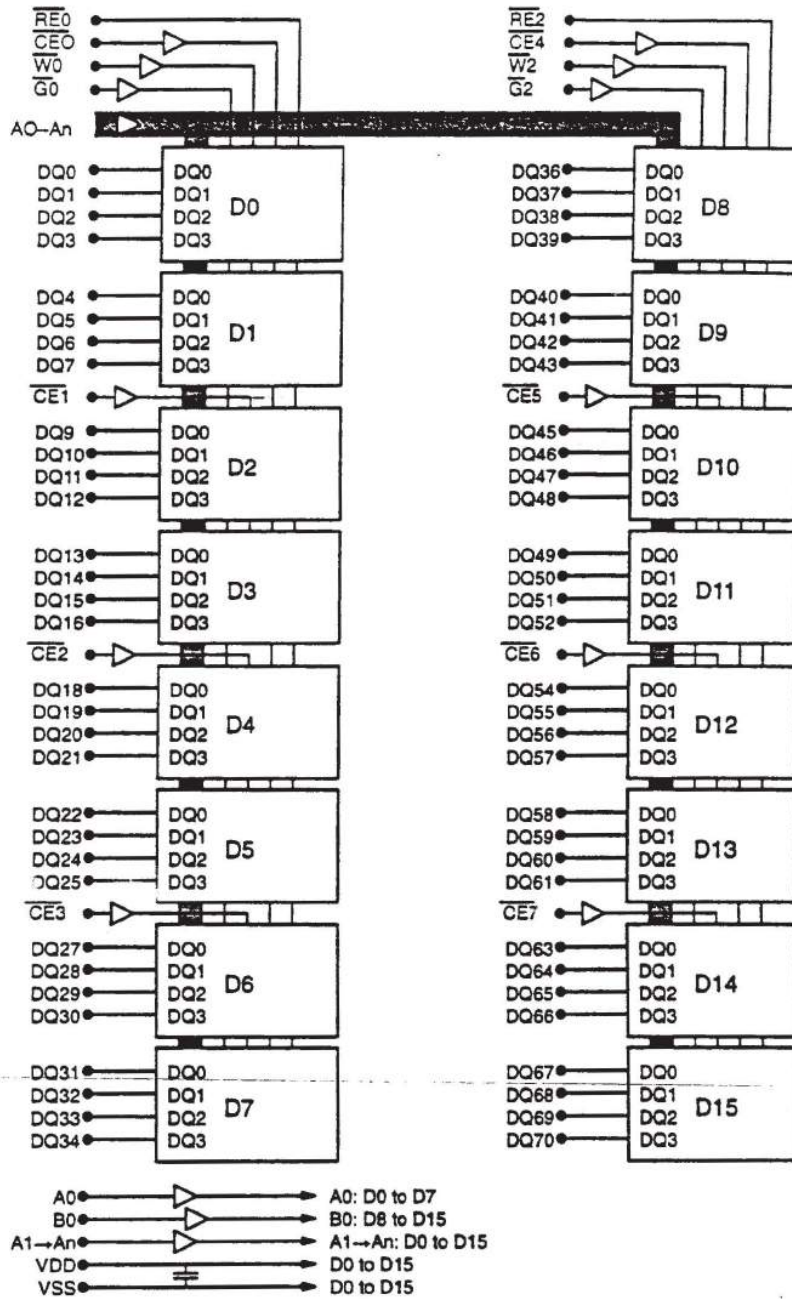 RE0
CEO
W0
G0
AO-An
DQ0 DQ0
DQ1 DQ1
DQ2 DQ2
DQ3 DQ3
D0
DQ4 DQ0
DQ5 DQ1
DQ6 DQ2
DQ7 DQ3
D1
CE1
DQ9 DQ0
DQ10 DQ1
DQ11 DQ2
DQ12 DQ3
D2
DQ13 DQ0
DQ14 DQ1
DQ15 DQ2
DQ16 DQ3
D3
CE2
DQ18 DQ0
DQ19 DQ1
DQ20 DQ2
DQ21 DQ3
D4
DQ22 DQ0
DQ23 DQ1
DQ24 DQ2
DQ25 DQ3
D5
CE3
DQ27 DQ0
DQ28 DQ1
DQ29 DQ2
DQ30 DQ3
D6
DQ31 DQ0
DQ32 DQ1
DQ33 DQ2
DQ34 DQ3
D7
RE2
CE4
W2
G2
DQ36 DQ0
DQ37 DQ1
DQ38 DQ2
DQ39 DQ3
D8
DQ40 DQ0
DQ41 DQ1
DQ42 DQ2
DQ43 DQ3
D9
CE5
DQ45 DQ0
DQ46 DQ1
DQ47 DQ2
DQ48 DQ3
D10
DQ49 DQ0
DQ50 DQ1
DQ51 DQ2
DQ52 DQ3
D11
CE6
DQ54 DQ0
DQ55 DQ1
DQ56 DQ2
DQ57 DQ3
D12
DQ58 DQ0
DQ59 DQ1
DQ60 DQ2
DQ61 DQ3
D13
CE7
DQ63 DQ0
DQ64 DQ1
DQ65 DQ2
DQ66 DQ3
D14
DQ67 DQ0
DQ68 DQ1
DQ69 DQ2
DQ70 DQ3
D15
A0 A0: D0 to D7
B0 B0: D8 to D15
A1→An A1→An: D0 to D15
VDD D0 to D15
VSS D0 to D15